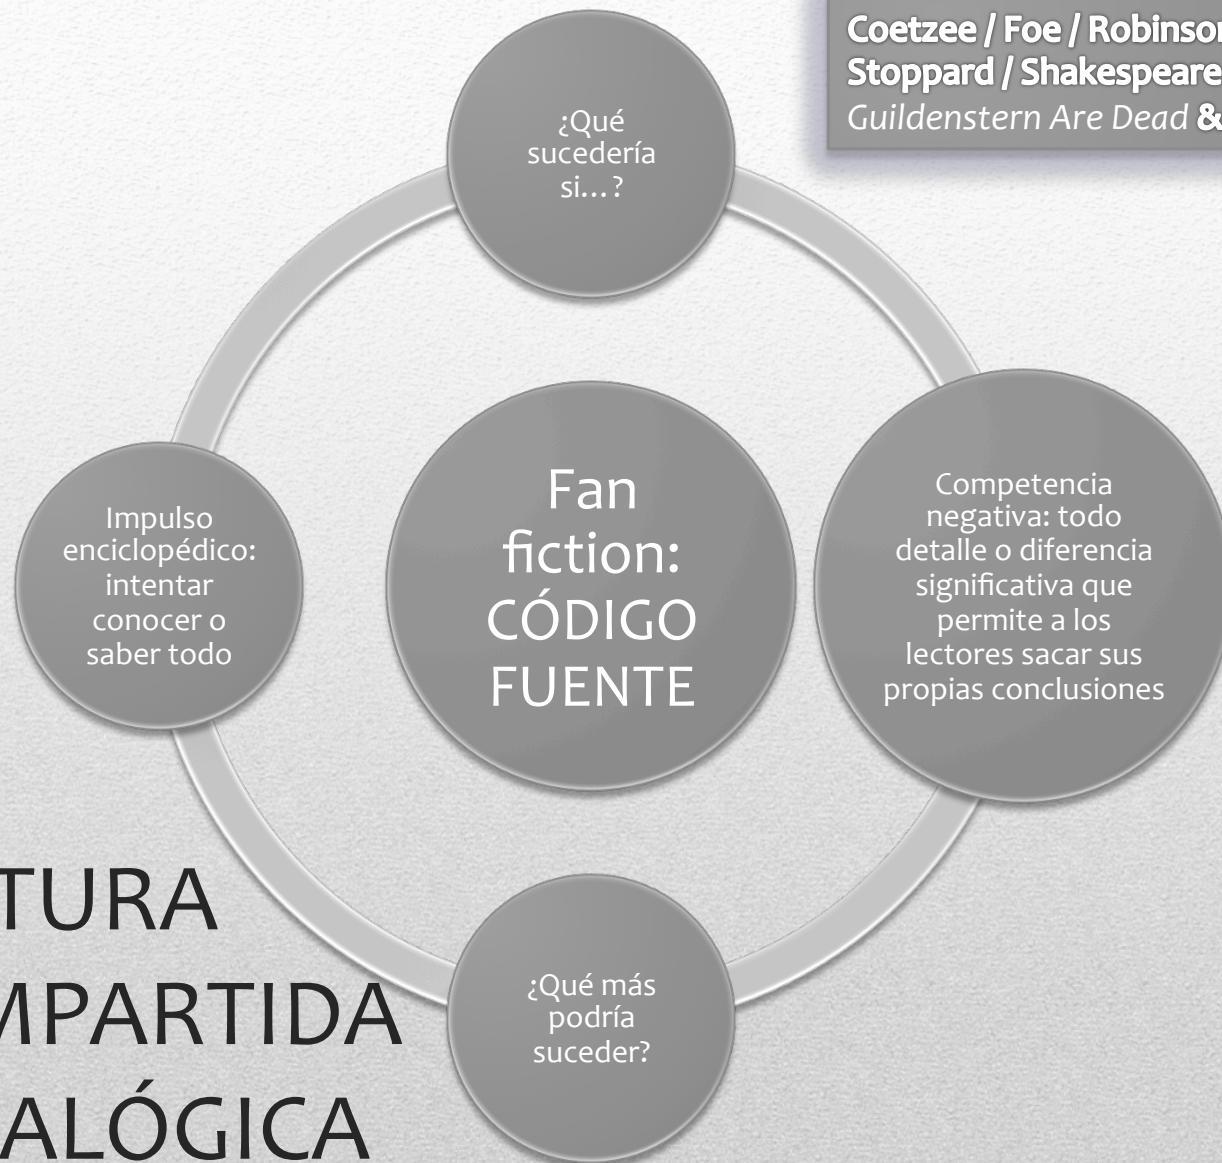 Coetzee / Foe /
Stoppard / Shakespeare
Guildenstern Are Dead &
¿Qué
sucedería
si…?
Impulso
enciclopédico:
intentar
conocer o
saber todo
Fan
fiction:
CÓDIGO
FUENTE
Competencia
negativa: todo
detalle o diferencia
significativa que
permite a los
lectores sacar sus
propias conclusiones
¿Qué más
podría
suceder?
TURA
MPARTIDA
ALÓGICA